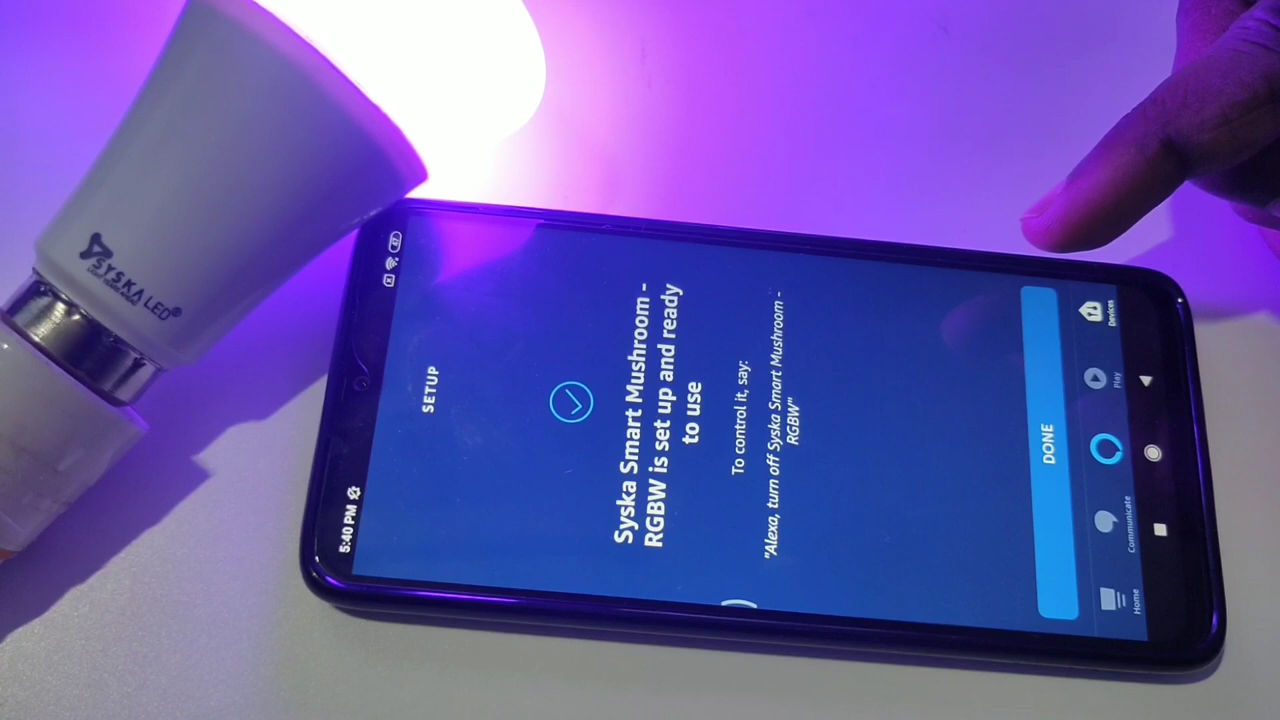 SYSKA LED®
5:40 PM
47
SETUP
Syska Smart Mushroom -
RGBW is set up and ready
to use
To control it, say:
"Alexa, turn off Syska Smart Mushroom -
RGBW"
DONE
Home
Communicate
Play
Devices